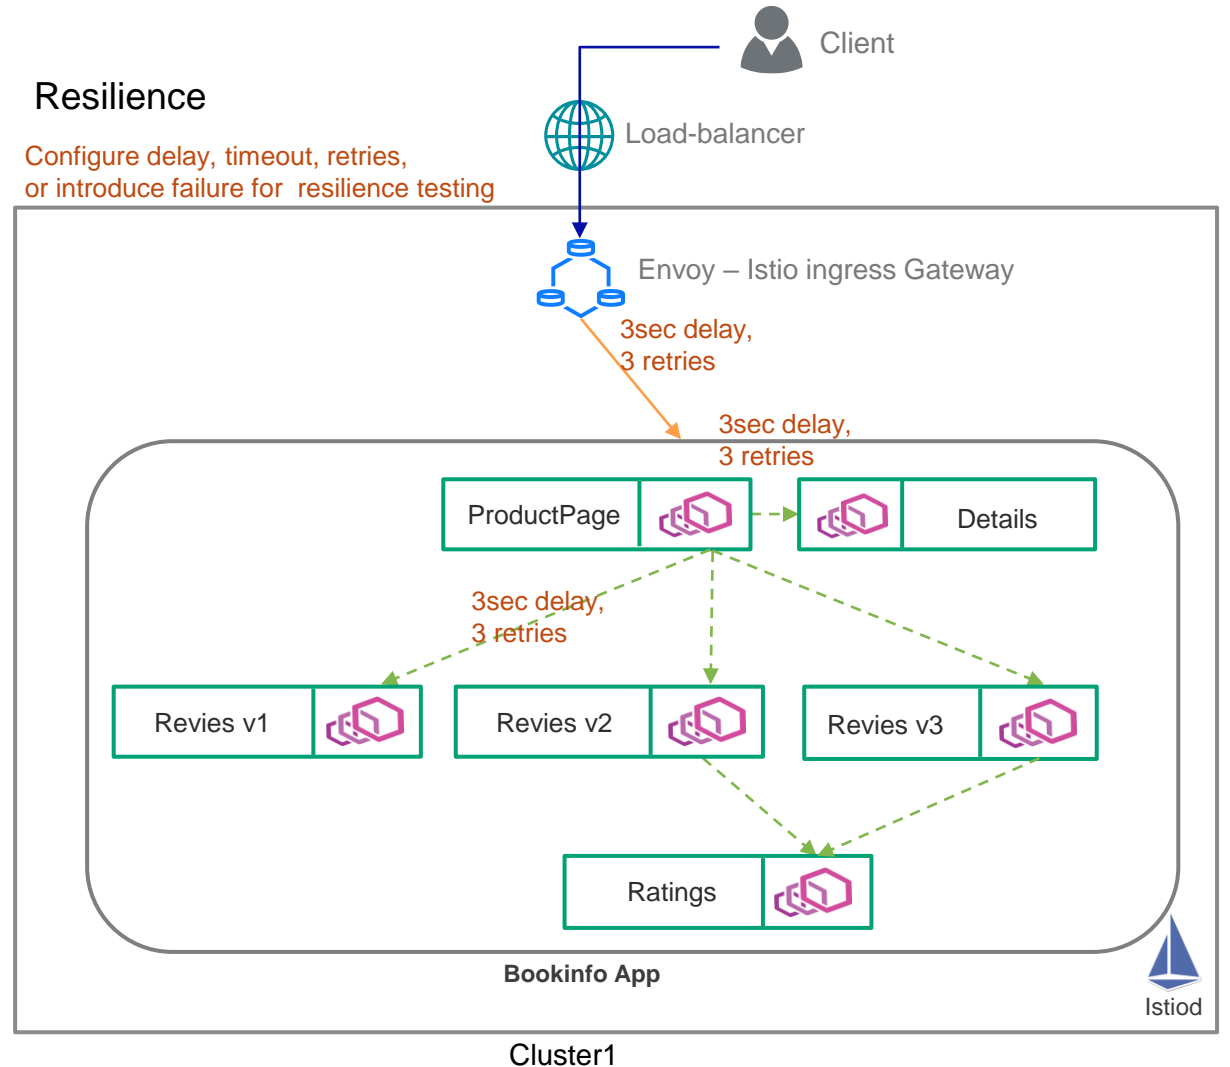 Client
Resilience
Load-balancer
Configure delay, timeout, retries,
or introduce failure for  resilience testing
Envoy – Istio ingress Gateway
3sec delay,
3 retries
3sec delay,
3 retries
ProductPage
Details
3sec delay,
3 retries
Revies v1
Revies v2
Revies v3
Ratings
Bookinfo App
Istiod
Cluster1